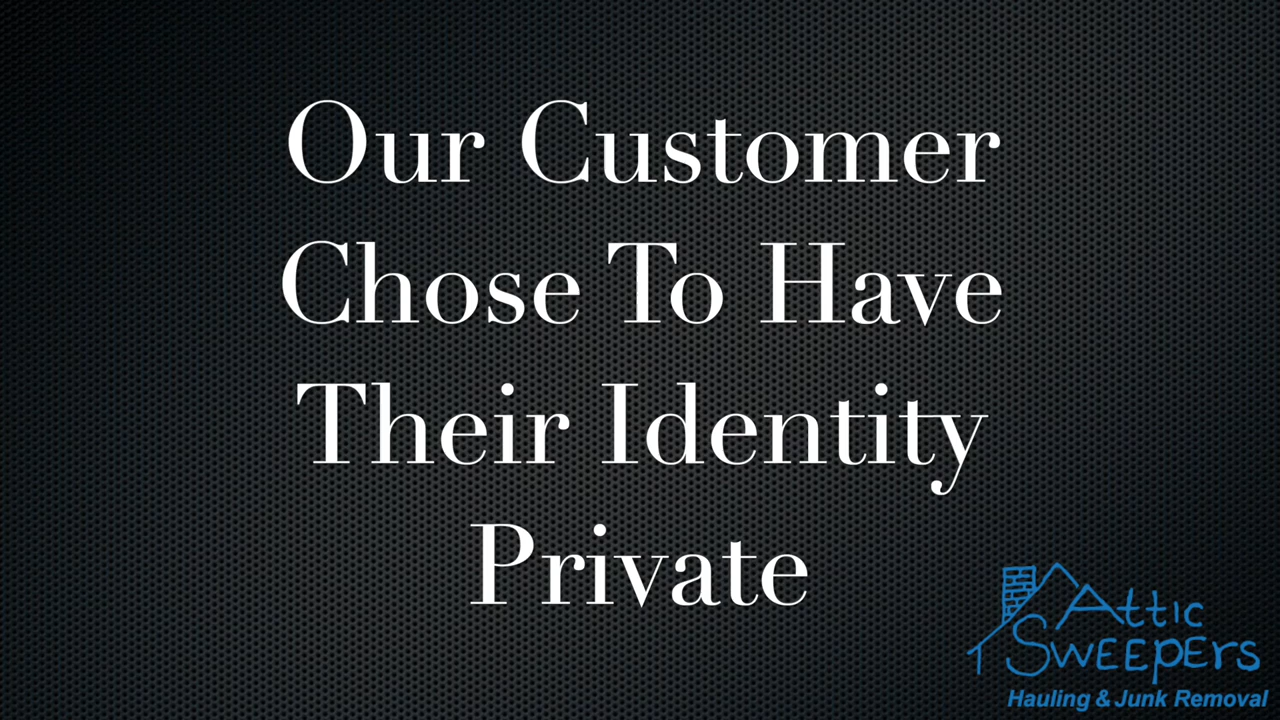 Our Customer
Chose To Have
Their Identity
Private
Attic
Sweepers
Hauling & Junk Removal